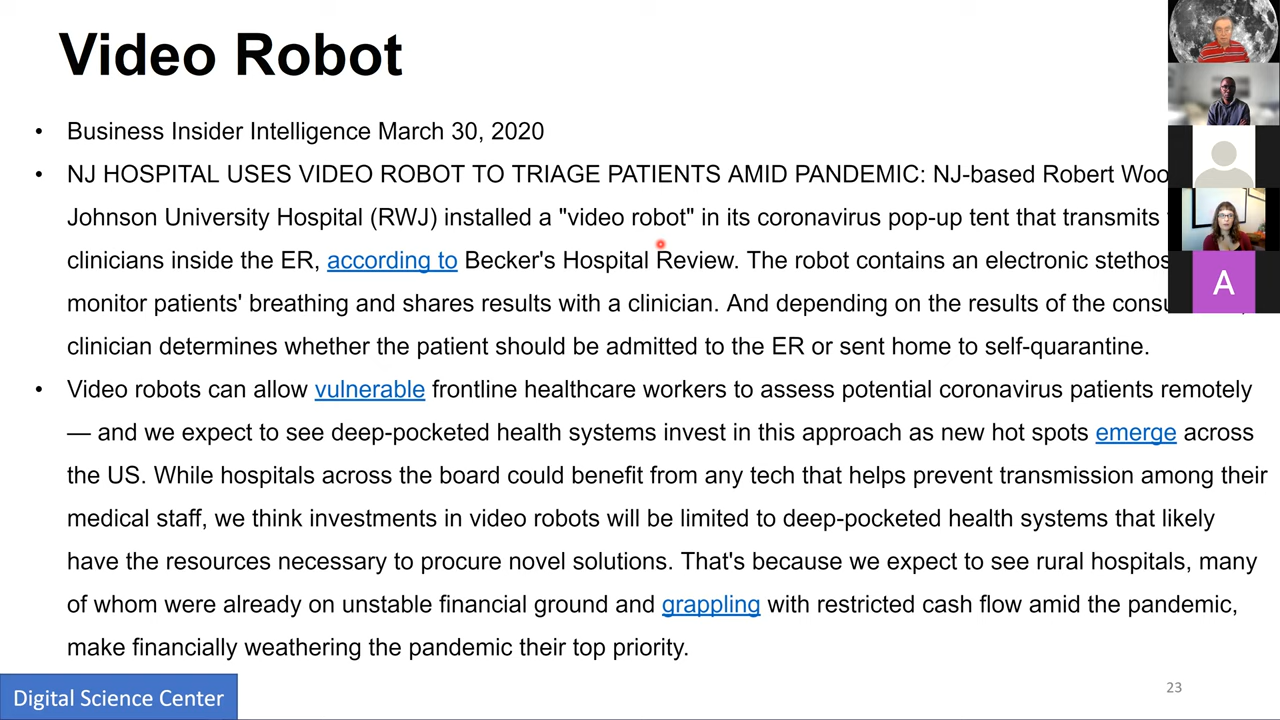 Video Robot
• Business Insider Intelligence March 30, 2020
• NJ HOSPITAL USES VIDEO ROBOT TO TRIAGE PATIENTS AMID PANDEMIC: NJ-based Robert
Johnson University Hospital (RWJ) installed a "video robot" in its coronavirus pop-up tent that transmits
clinicians inside the ER, according to Becker's Hospital Review. The robot contains an electronic
monitor patients' breathing and shares results with a clinician. And depending on the results of the
clinician determines whether the patient should be admitted to the ER or sent home to self-quarantine.
• Video robots can allow vulnerable frontline healthcare workers to assess potential coronavirus patients remotely
— and we expect to see deep-pocketed health systems invest in this approach as new hot spots emerge across
the US. While hospitals across the board could benefit from any tech that helps prevent transmission among their
medical staff, we think investments in video robots will be limited to deep-pocketed health systems that likely
have the resources necessary to procure novel solutions. That's because we expect to see rural hospitals, many
of whom were already on unstable financial ground and grappling with restricted cash flow amid the pandemic,
make financially weathering the pandemic their top priority.
Digital Science Center
23
A